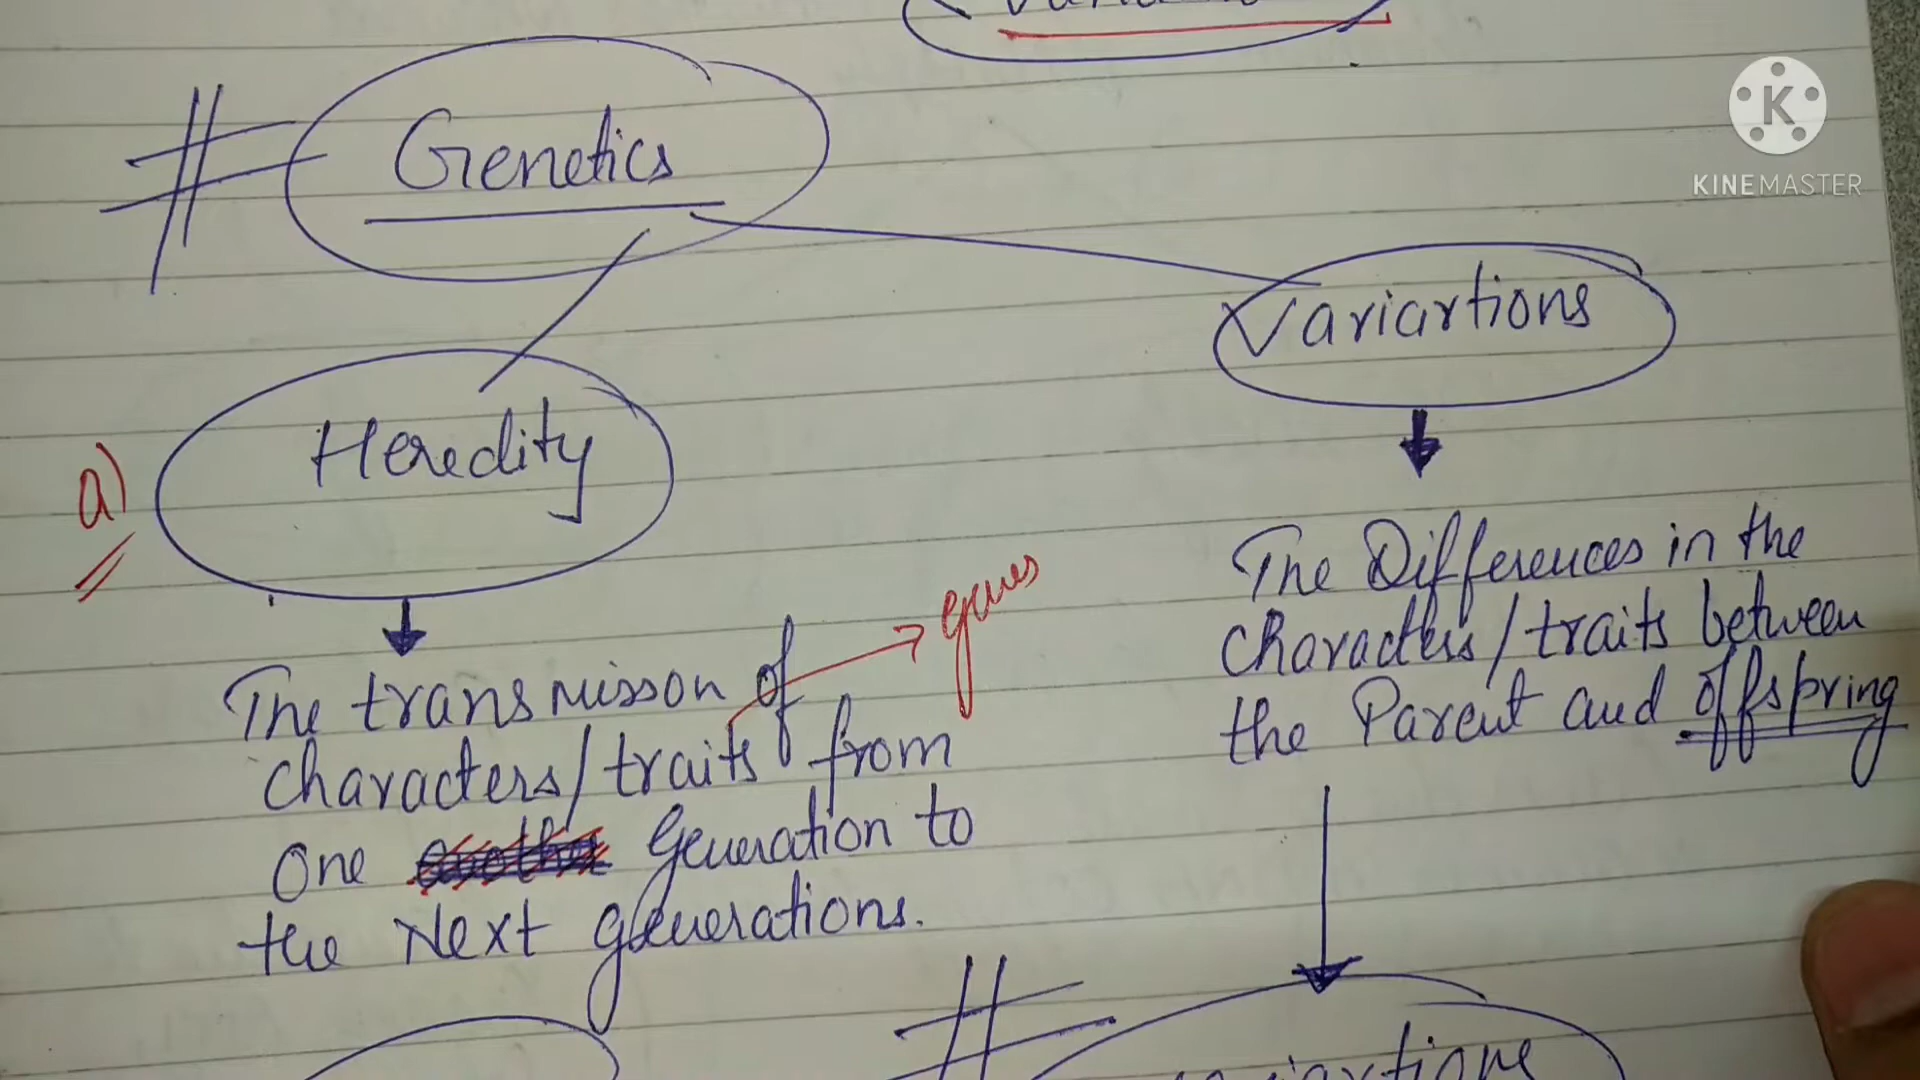 # Genetics
KINEMASTER
Variartions
a) Heredity
The transmisson of
characters/traits from
One Generation to
the Next generations.
genes
The Differences in the
characters/traits between
the Parent and offspring
#